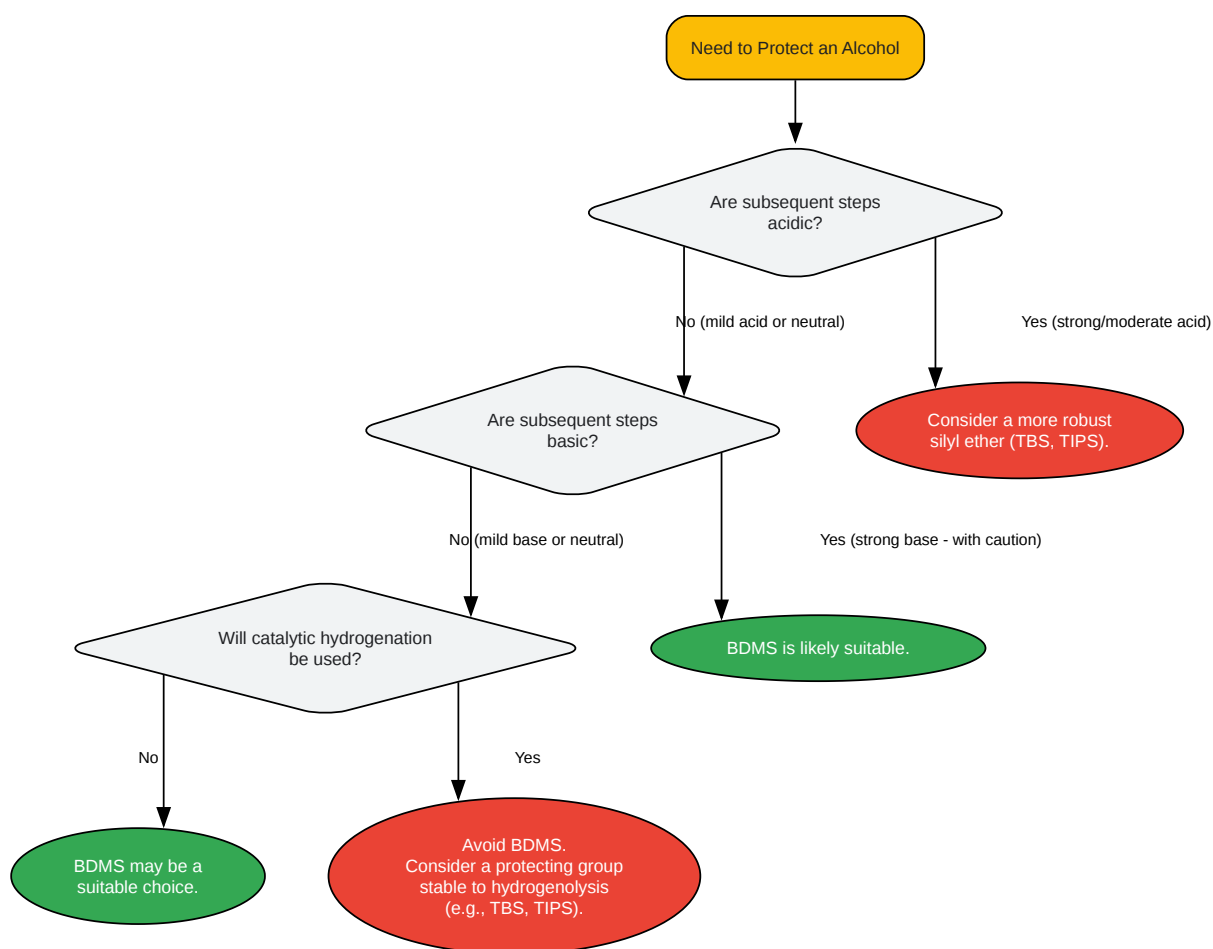 Need to Protect an Alcohol
Are subsequent steps
acidic?
No (mild acid or neutral)
Yes (strong/moderate acid)
Are subsequent steps
basic?
Consider a more robust
silyl ether (TBS, TIPS).
No (mild base or neutral)
Yes (strong base - with caution)
Will catalytic hydrogenation
be used?
BDMS is likely suitable.
No
Yes
BDMS may be a
suitable choice.
Avoid BDMS.
Consider a protecting group
stable to hydrogenolysis
(e.g., TBS, TIPS).